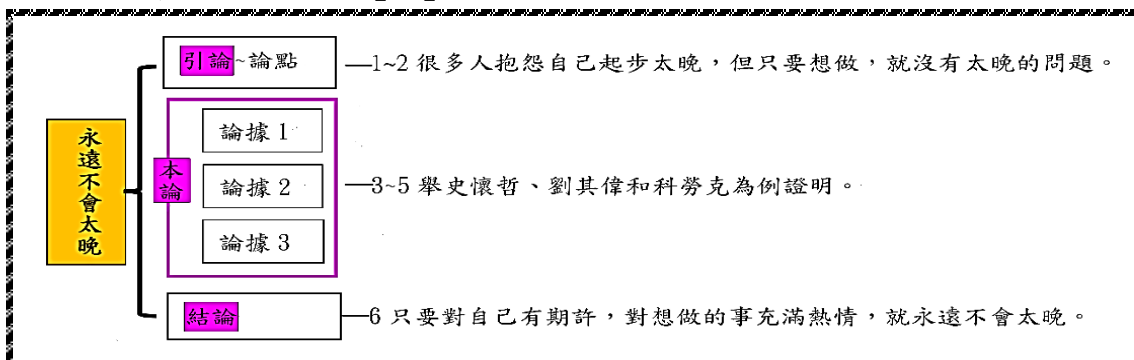 永遠不會太晚
引論~論點
1~2 很多人抱怨自己起步太晚，但只要想做，就沒有太晚的問題。
本論
論據 1
論據 2
論據 3
3~5 舉史懷哲、劉其偉和科勞克為例證明。
結論
6 只要對自己有期許，對想做的事充滿熱情，就永遠不會太晚。